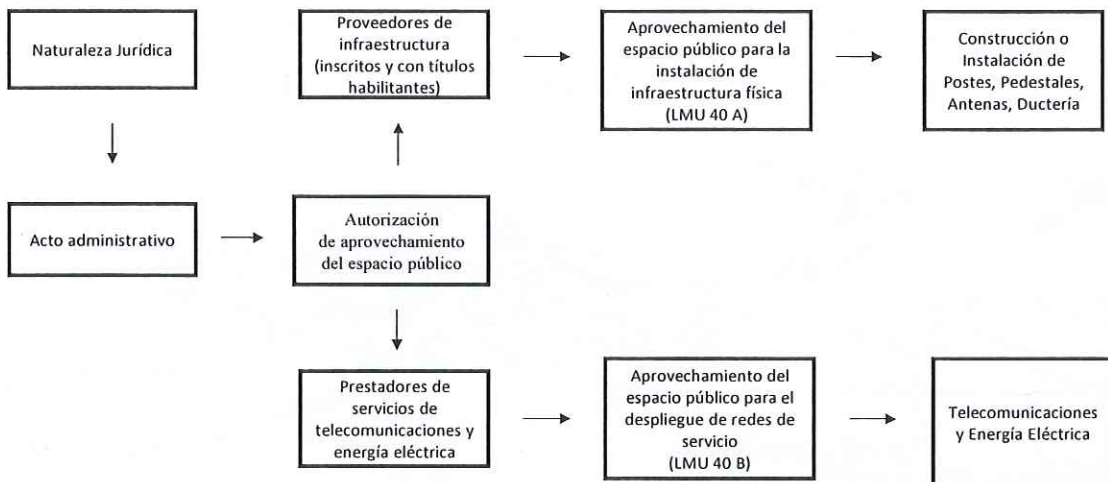 Naturaleza Jurídica
Proveedores de
infraestructura
(inscritos y con títulos
habilitantes)
Aprovechamiento del
espacio público para la
instalación de
infraestructura física
(LMU 40 A)
Construcción o
Instalación de
Postes, Pedestales,
Antenas, Ductería
Acto administrativo
Autorización
de aprovechamiento
del espacio público
Prestadores de
servicios de
telecomunicaciones y
energía eléctrica
Aprovechamiento del
espacio público para el
despliegue de redes de
servicio
(LMU 40 B)
Telecomunicaciones
y Energía Eléctrica